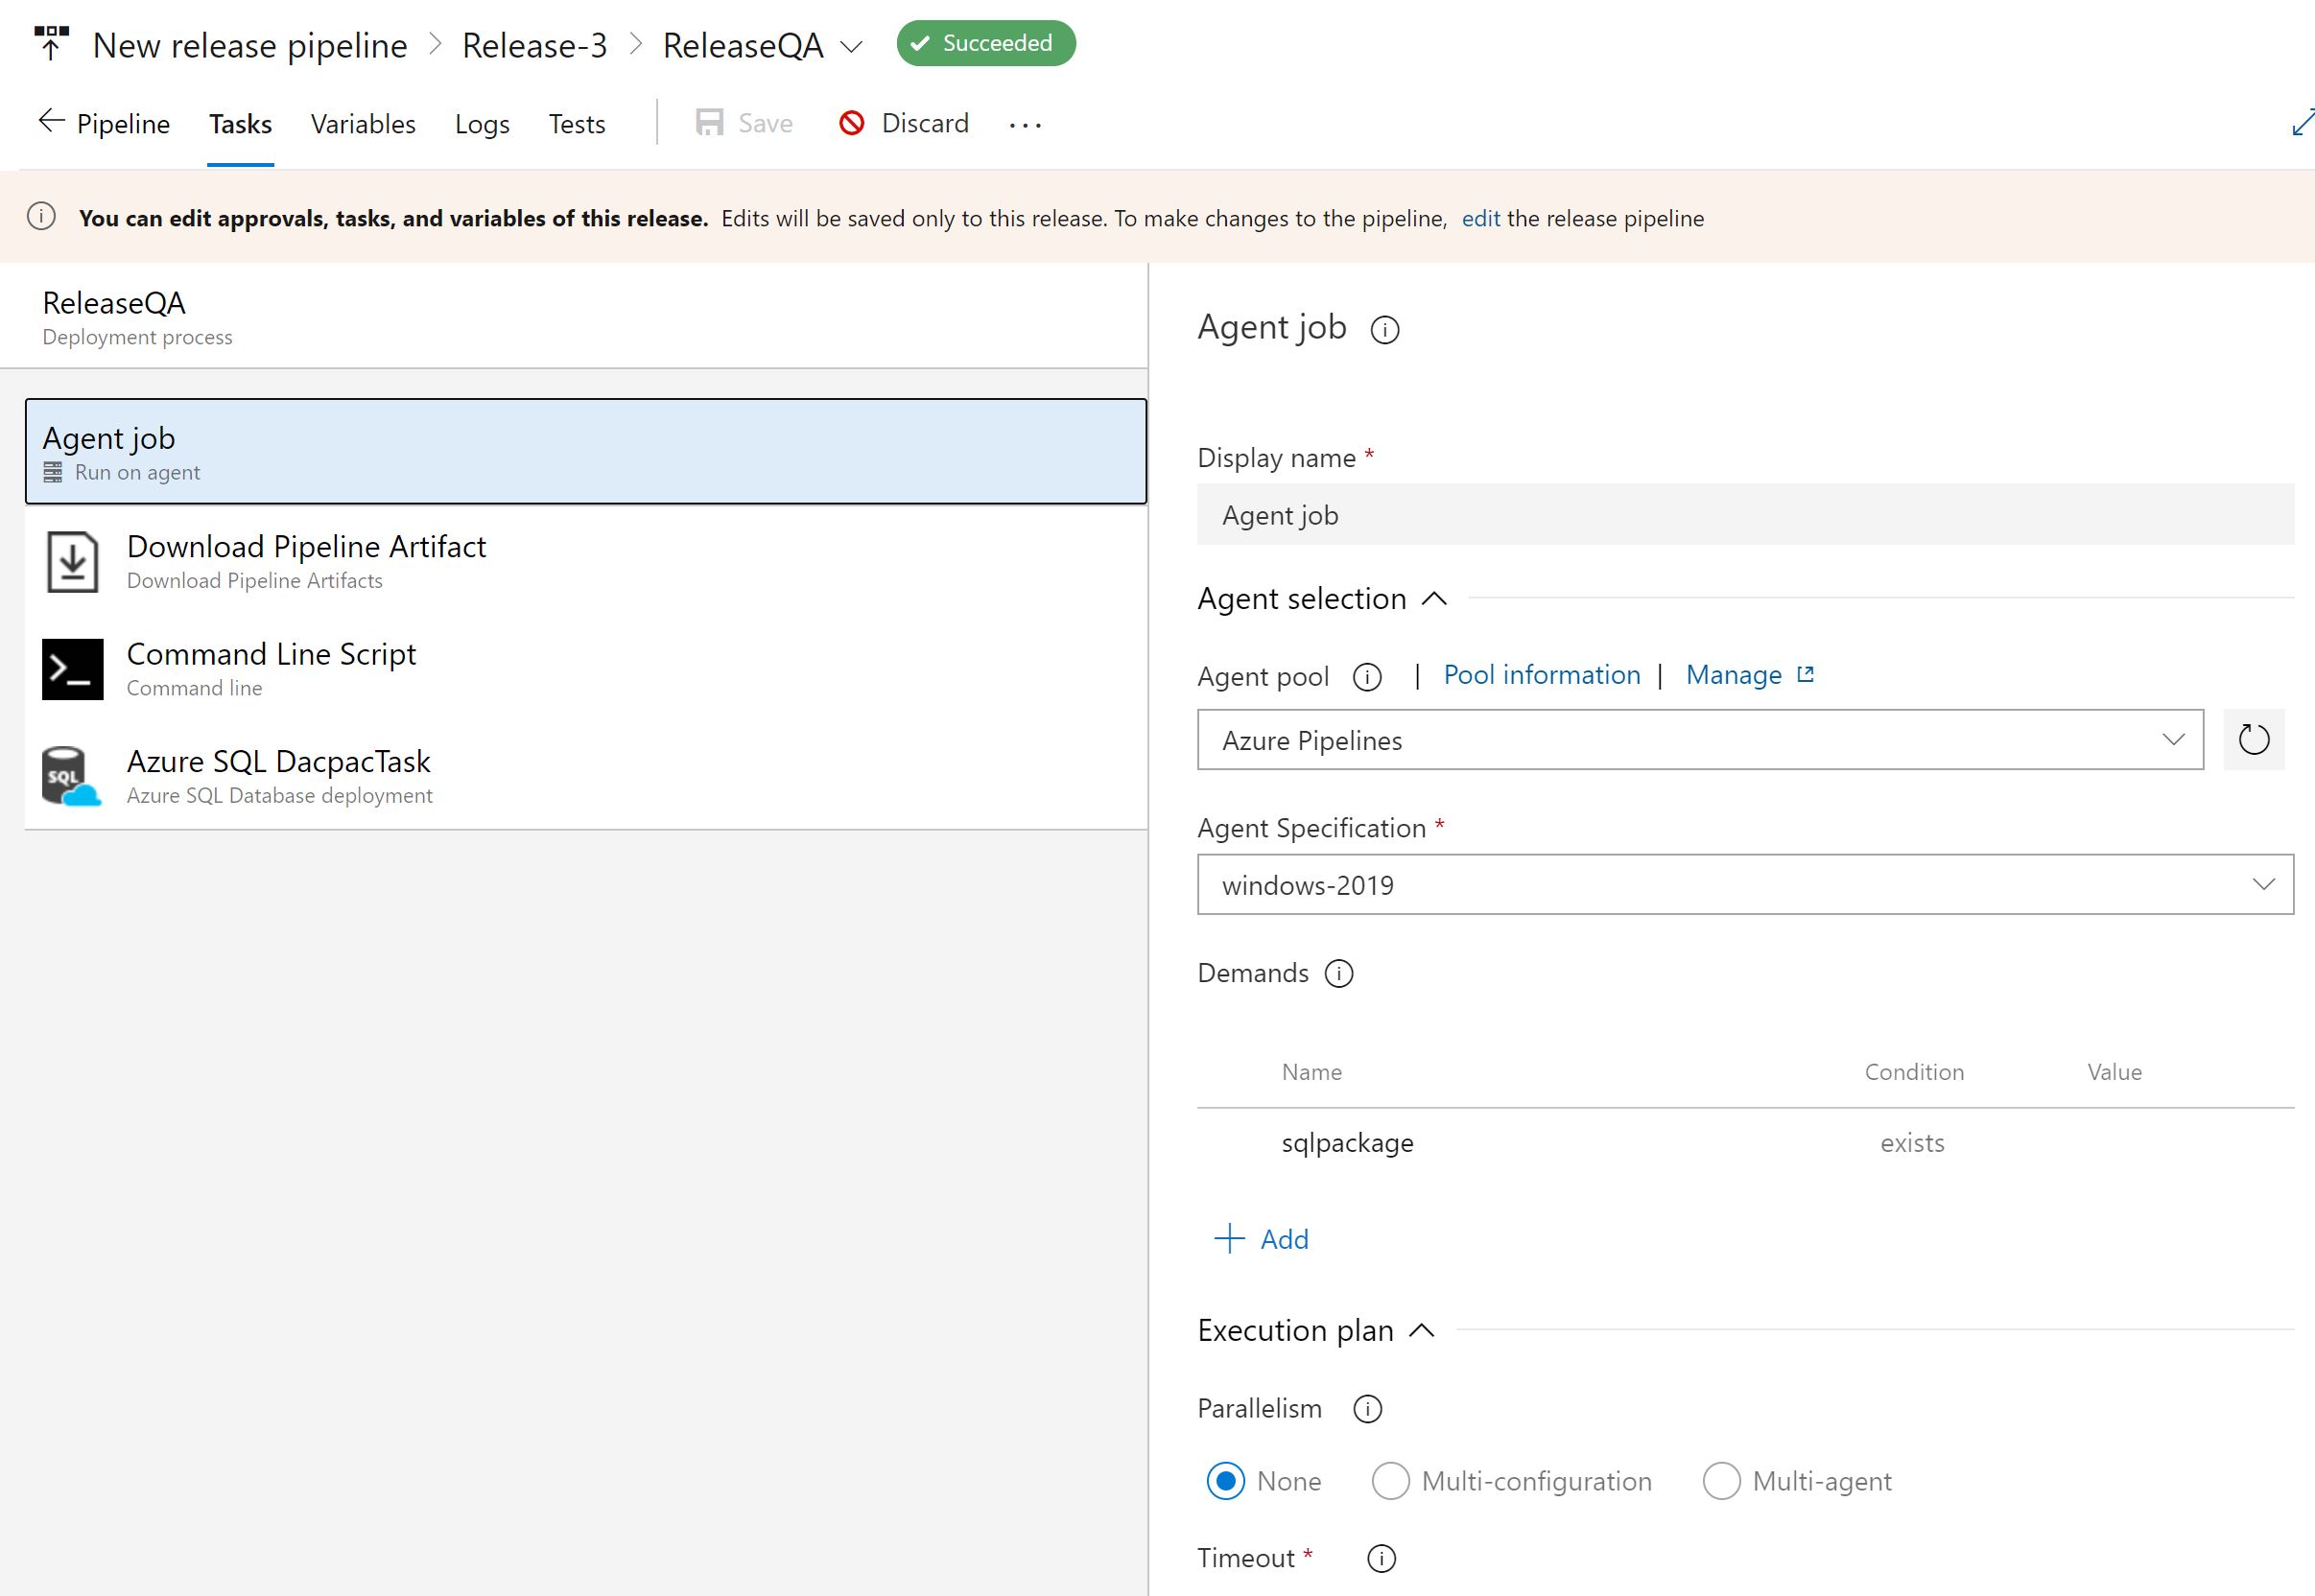 New release pipeline > Release-3 > ReleaseQA Succeeded
Pipeline Tasks Variables Logs Tests Save Discard ...
You can edit approvals, tasks, and variables of this release. Edits will be saved only to this release. To make changes to the pipeline, edit the release pipeline
ReleaseQA
Deployment process
Agent job
Run on agent
Download Pipeline Artifact
Download Pipeline Artifacts
Command Line Script
Command line
SQL
Azure SQL DacpacTask
Azure SQL Database deployment
Agent job
Display name *
Agent job
Agent selection
Agent pool | Pool information | Manage
Azure Pipelines
Agent Specification *
windows-2019
Demands
Name Condition Value
sqlpackage exists
+ Add
Execution plan
Parallelism
None Multi-configuration Multi-agent
Timeout *